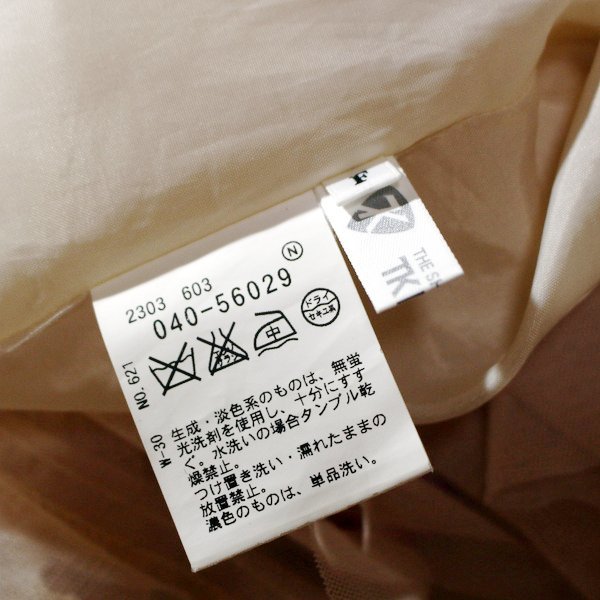 F
THE SH
TK
N
2303 603
040-56029
中
ドライ
セキユ系
NO.621
W-30
生成・淡色系のものは、無蛍
光洗剤を使用し、十分にすす
ぐ。水洗いの場合タンブル乾
燥禁止。
つけ置き洗い・濡れたままの
放置禁止。
濃色のものは、単品洗い。